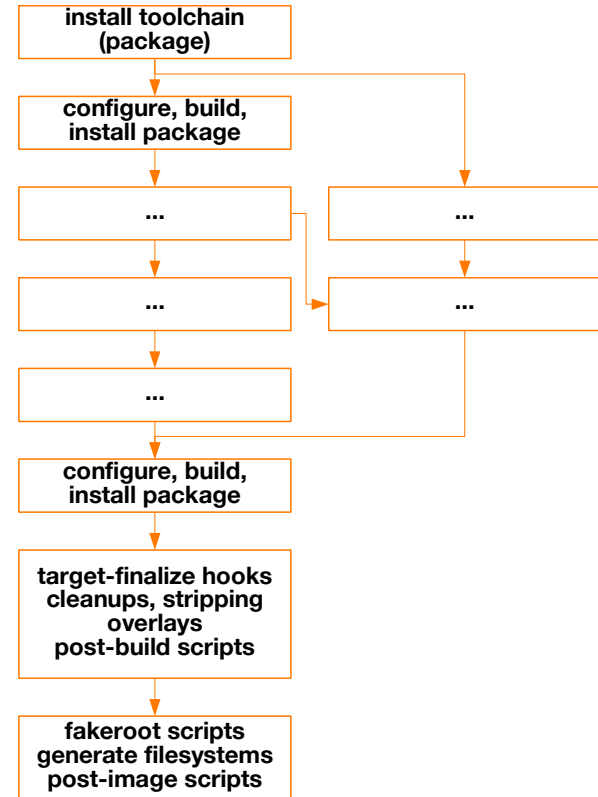 install toolchain
(package)
configure, build,
install package
...
...
...
...
...
configure, build,
install package
target-finalize hooks
cleanups, stripping
overlays
post-build scripts
fakeroot scripts
generate filesystems
post-image scripts